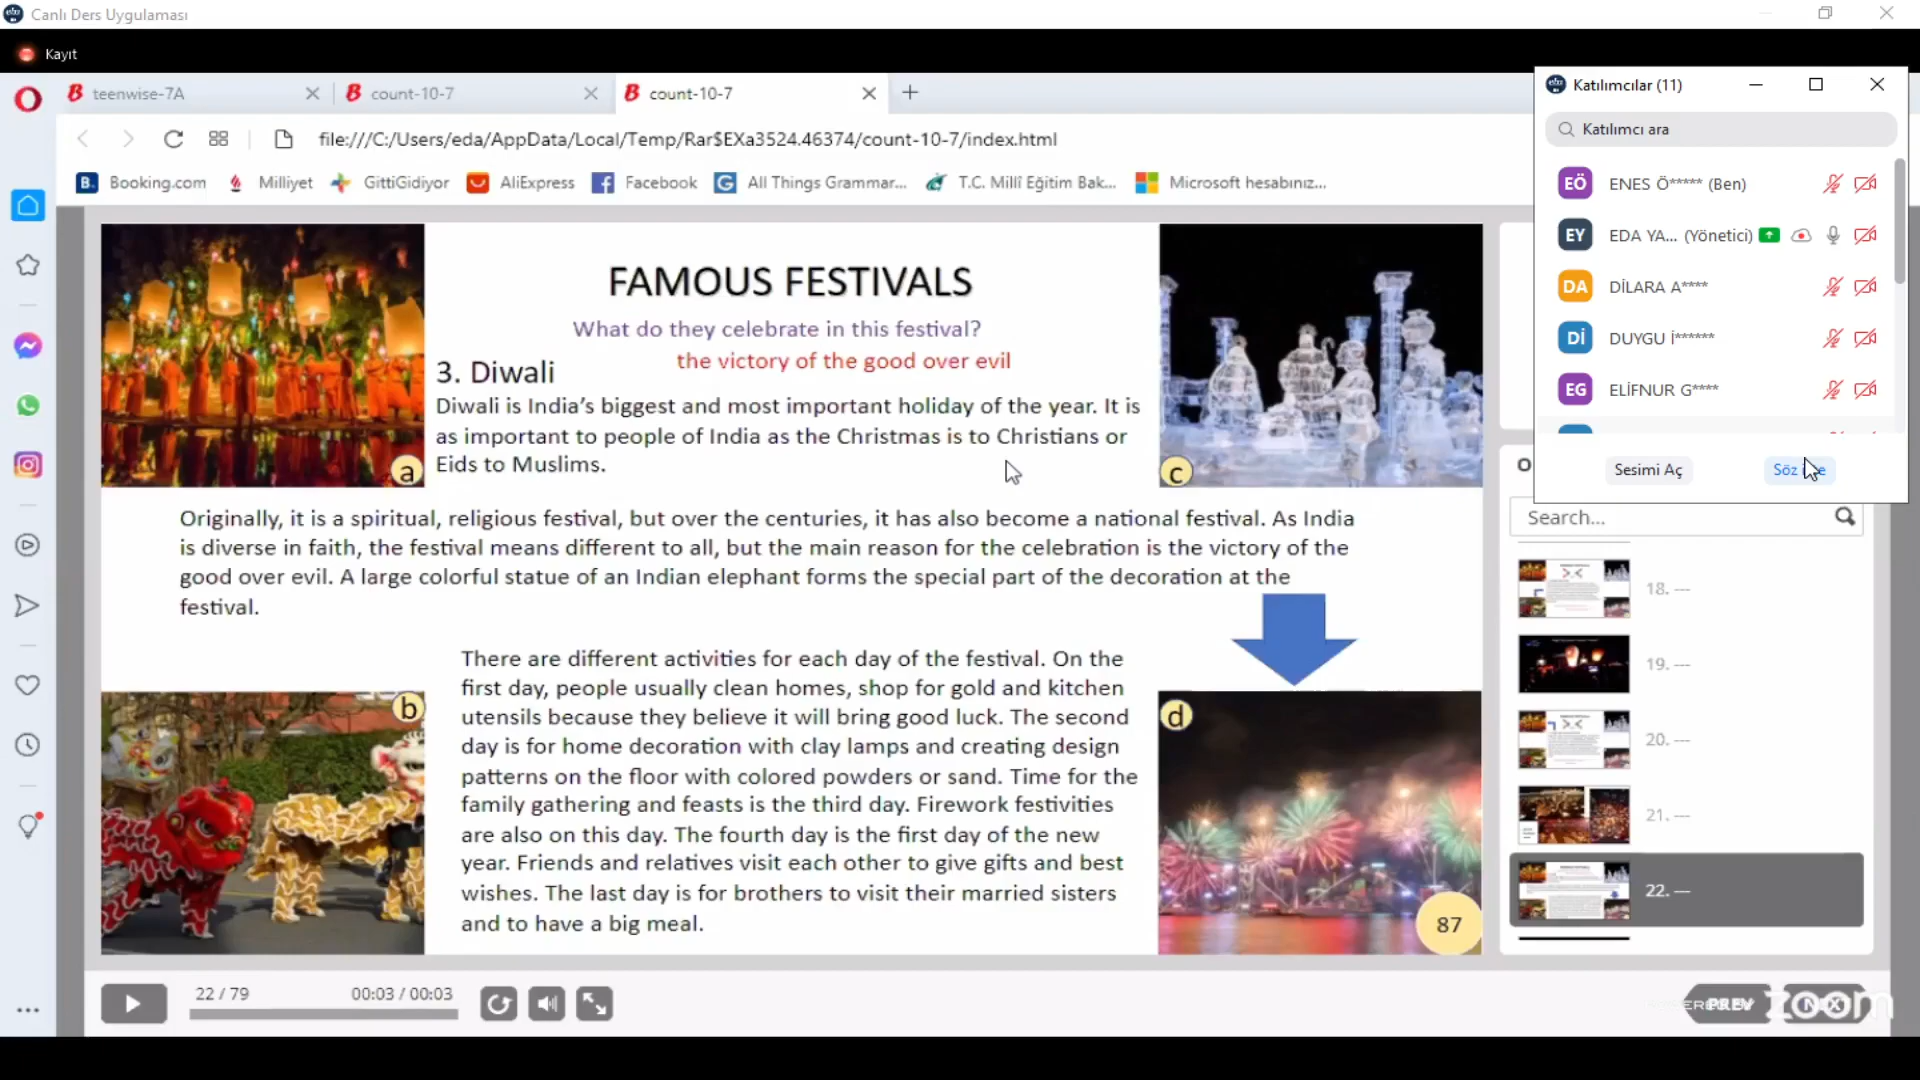 Canlı Ders Uygulaması
Kayıt
teenwise-7A
count-10-7
count-10-7
file:///C:/Users/eda/AppData/Local/Temp/Rar$EXa3524.46374/count-10-7/index.html
Booking.com
Milliyet
GittiGidiyor
AliExpress
Facebook
All Things Grammar...
T.C. Millî Eğitim Bak...
Microsoft hesabınız...
FAMOUS FESTIVALS
What do they celebrate in this festival?
the victory of the good over evil
3. Diwali
Diwali is India's biggest and most important holiday of the year. It is
as important to people of India as the Christmas is to Christians or
Eids to Muslims.
a
c
Originally, it is a spiritual, religious festival, but over the centuries, it has also become a national festival. As India
is diverse in faith, the festival means different to all, but the main reason for the celebration is the victory of the
good over evil. A large colorful statue of an Indian elephant forms the special part of the decoration at the
festival.
b
d
There are different activities for each day of the festival. On the
first day, people usually clean homes, shop for gold and kitchen
utensils because they believe it will bring good luck. The second
day is for home decoration with clay lamps and creating design
patterns on the floor with colored powders or sand. Time for the
family gathering and feasts is the third day. Firework festivities
are also on this day. The fourth day is the first day of the new
year. Friends and relatives visit each other to give gifts and best
wishes. The last day is for brothers to visit their married sisters
and to have a big meal.
87
22 / 79
00:03 / 00:03
Katılımcılar (11)
Katılımcı ara
EÖ ENES Ö***** (Ben)
EY EDA YA... (Yönetici)
DA DİLARA A****
Dİ DUYGU İ******
EG ELİFNUR G****
Sesimi Aç
Söz
O
Search...
18. ---
19. ---
20. ---
21. ---
22. ---
PREV
NEXT
zoom